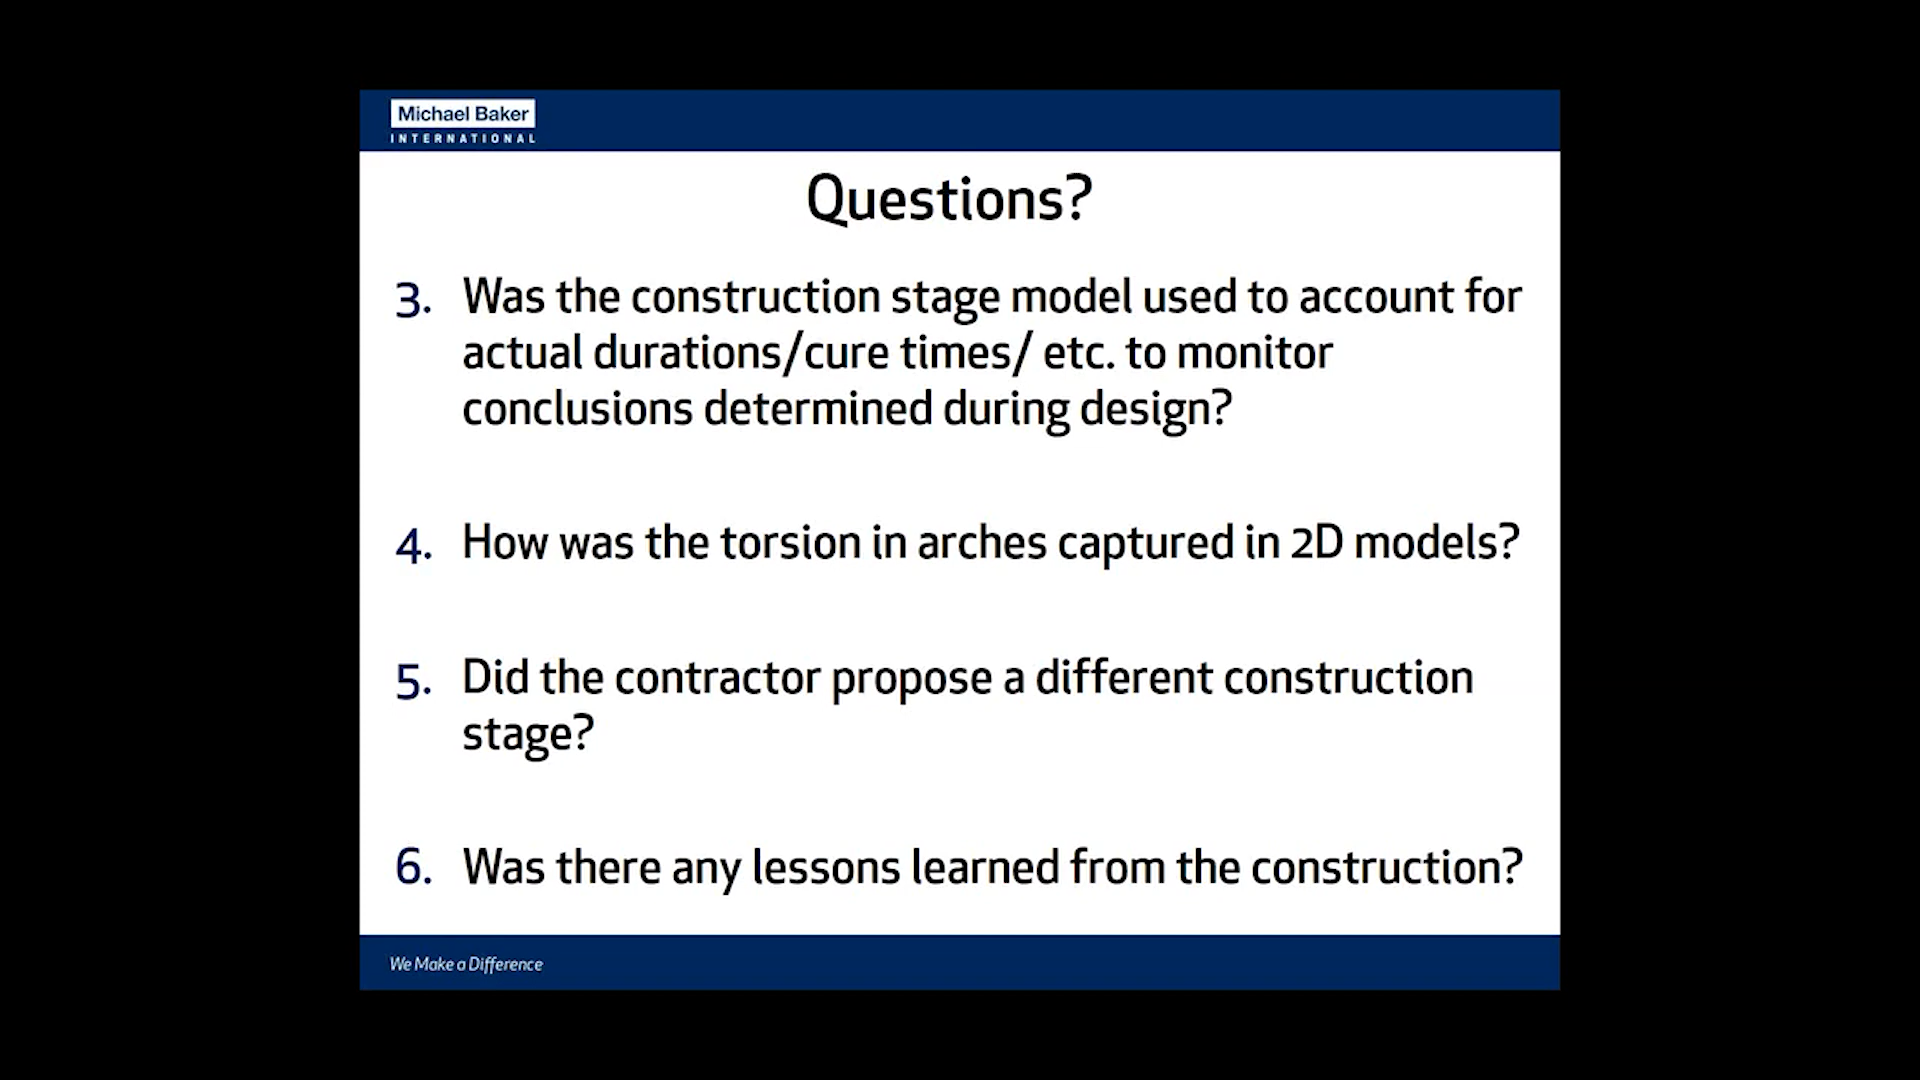 Michael Baker
INTERNATIONAL
Questions?
3. Was the construction stage model used to account for
actual durations/cure times/ etc. to monitor
conclusions determined during design?
4. How was the torsion in arches captured in 2D models?
5. Did the contractor propose a different construction
stage?
6. Was there any lessons learned from the construction?
We Make a Difference